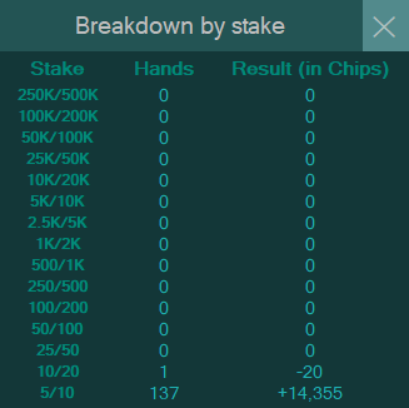 Breakdown by stake
Stake Hands Result (in Chips)
250K/500K 0 0
100K/200K 0 0
50K/100K 0 0
25K/50K 0 0
10K/20K 0 0
5K/10K 0 0
2.5K/5K 0 0
1K/2K 0 0
500/1K 0 0
250/500 0 0
100/200 0 0
50/100 0 0
25/50 0 0
10/20 1 -20
5/10 137 +14,355